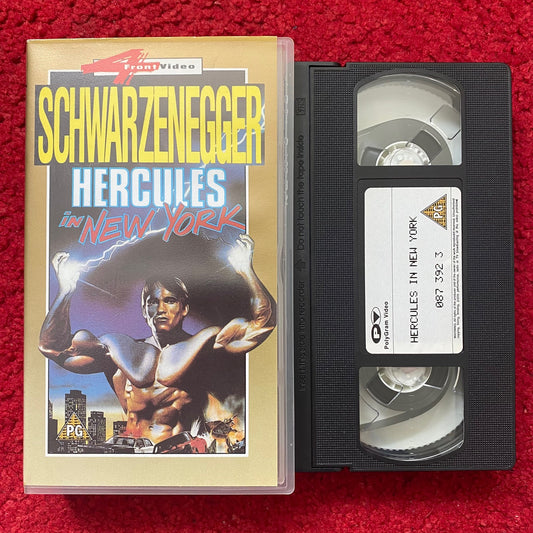 4
Front Video
SCHWARZENEGGER
HERCULES
in NEW YORK
PG
Do not touch the tape inside
PG
HERCULES IN NEW YORK
087 392 3
PV
PolyGram Video